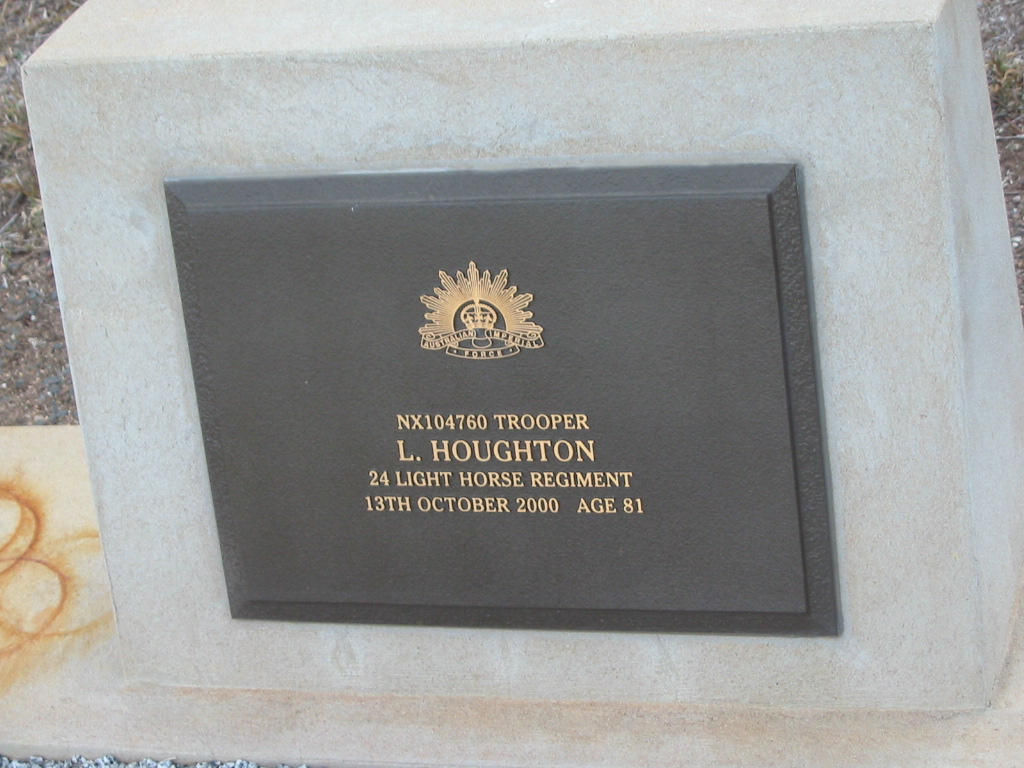 AUSTRALIAN IMPERIAL
FORCE
NX104760 TROOPER
L. HOUGHTON
24 LIGHT HORSE REGIMENT
13TH OCTOBER 2000 AGE 81